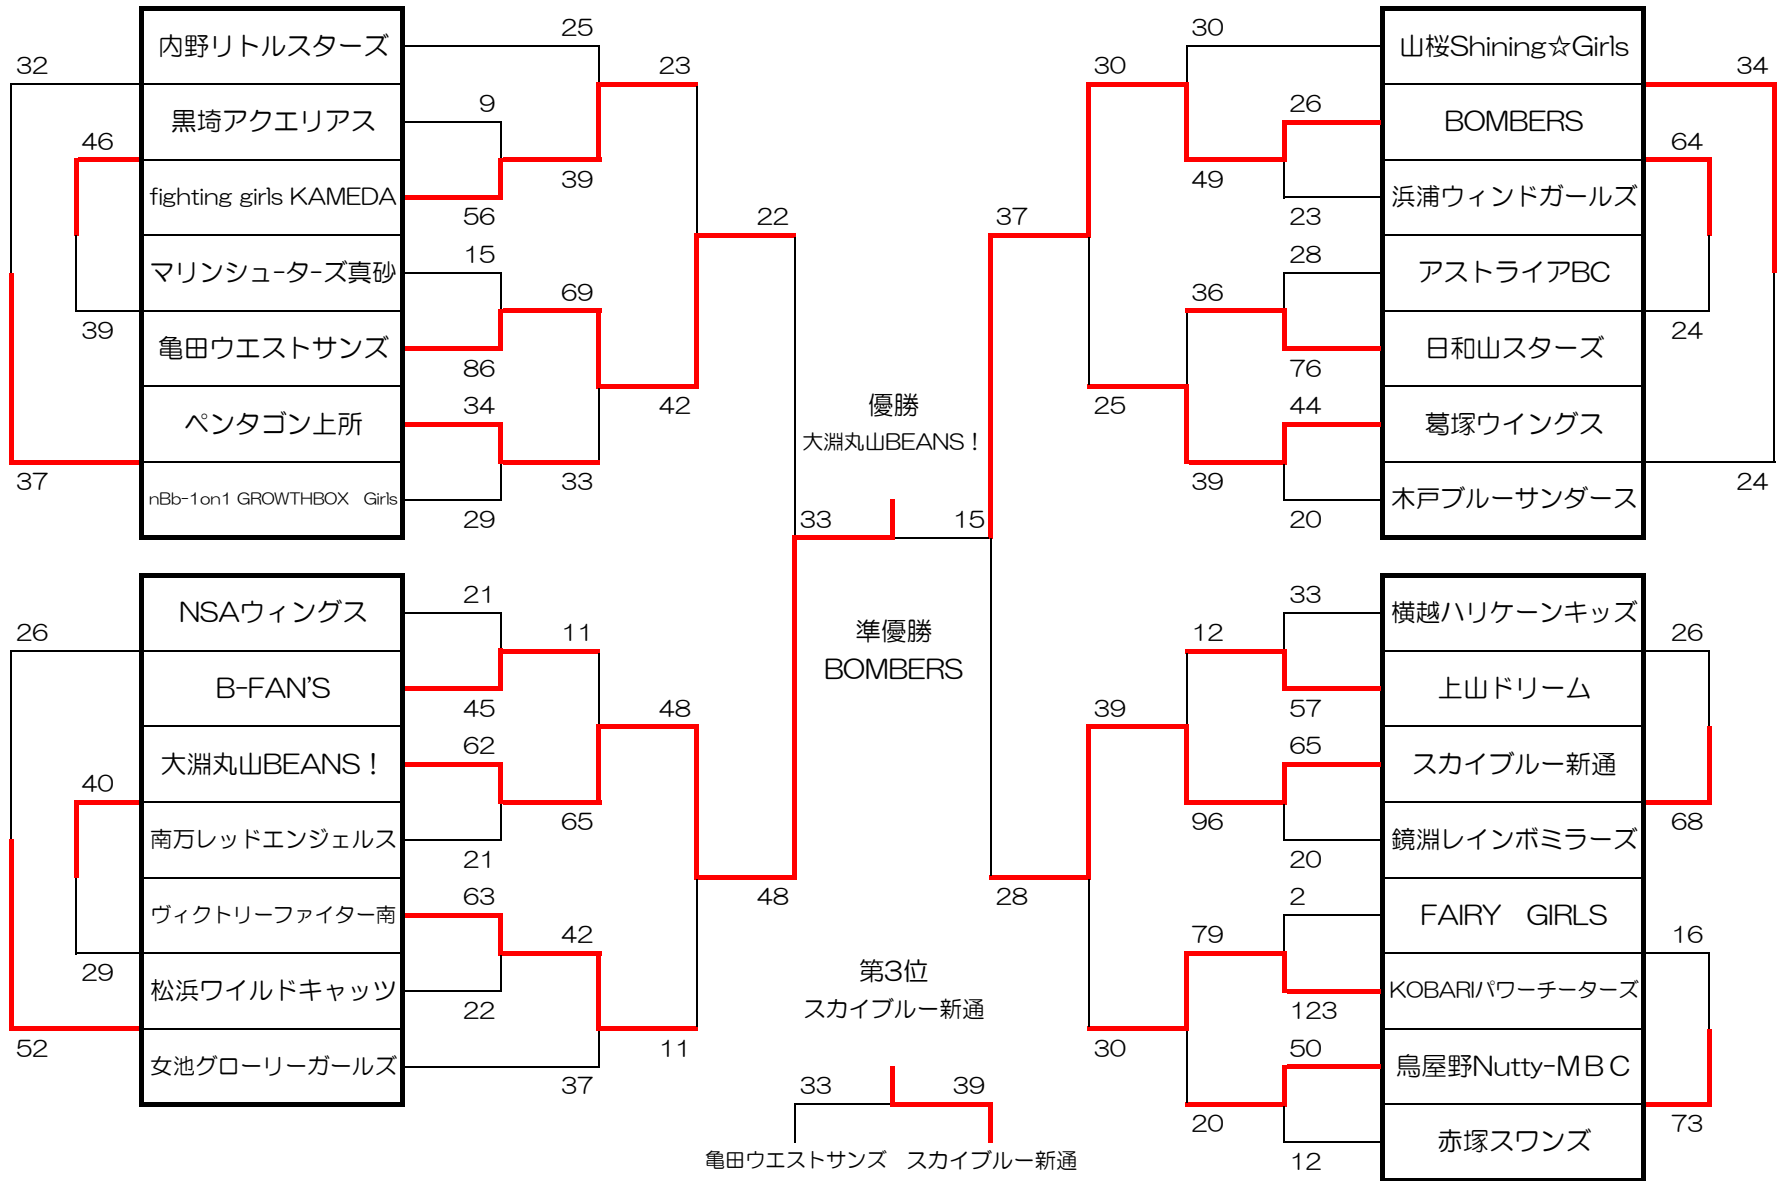 25
30
内野リトルスターズ
山桜Shining☆Girls
32
23
30
34
9
26
黒埼アクエリアス
BOMBERS
46
64
39
49
fighting girls KAMEDA
浜浦ウィンドガールズ
56
22
37
23
15
28
マリンシュ-タ-ズ真砂
アストライアBC
69
36
39
24
亀田ウエストサンズ
日和山スターズ
86
76
34
42
優勝
25
44
ペンタゴン上所
葛塚ウイングス
大淵丸山BEANS！
37
33
39
24
nBb-1on1 GROWTHBOX　Girls
木戸ブルーサンダース
29
33
15
20
21
33
NSAウィングス
横越ハリケーンキッズ
26
11
準優勝
12
26
BOMBERS
B-FAN'S
上山ドリーム
45
48
39
57
62
65
大淵丸山BEANS！
スカイブルー新通
40
65
96
68
南万レッドエンジェルス
鏡淵レインボミラーズ
21
20
63
48
28
2
ヴィクトリーファイター南
FAIRY　GIRLS
42
79
16
29
第3位
松浜ワイルドキャッツ
KOBARIパワーチーターズ
22
スカイブルー新通
123
52
11
30
50
女池グローリーガールズ
鳥屋野Nutty-MＢＣ
37
33
39
20
73
赤塚スワンズ
12
亀田ウエストサンズ　スカイブルー新通